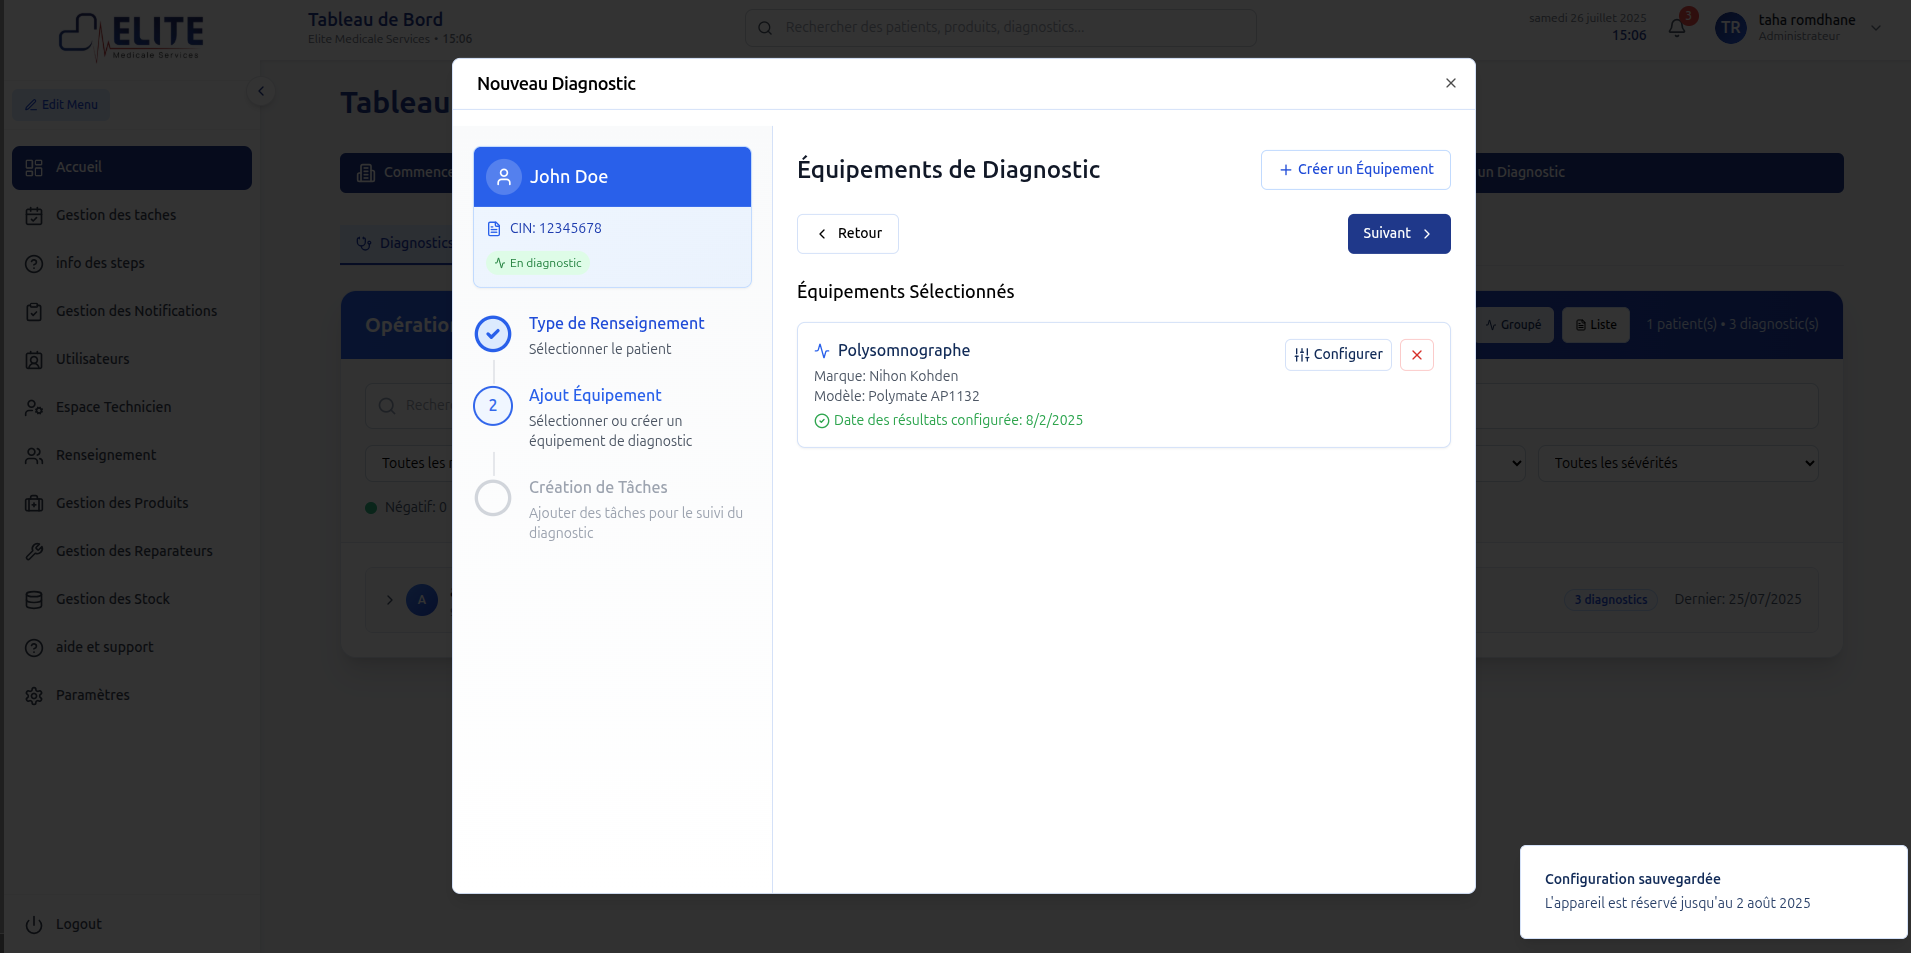 ELITE
Medicale Services
Tableau de Bord
Elite Medicale Services • 15:06
Rechercher des patients, produits, diagnostics...
samedi 26 juillet 2025
15:06
3
TR
taha romdhane
Administrateur
Edit Menu
Accueil
Gestion des taches
info des steps
Gestion des Notifications
Utilisateurs
Espace Technicien
Renseignement
Gestion des Produits
Gestion des Reparateurs
Gestion des Stock
aide et support
Paramètres
Logout
Tableau
Commence
un Diagnostic
Diagnostics
Opératio
Groupé
Liste
1 patient(s) • 3 diagnostic(s)
Recher
Toutes les
Toutes les sévérités
Négatif: 0
A
3 diagnostics
Dernier: 25/07/2025
Nouveau Diagnostic
John Doe
CIN: 12345678
En diagnostic
Type de Renseignement
Sélectionner le patient
2
Ajout Équipement
Sélectionner ou créer un
équipement de diagnostic
Création de Tâches
Ajouter des tâches pour le suivi du
diagnostic
Équipements de Diagnostic
Créer un Équipement
Retour
Suivant
Équipements Sélectionnés
Polysomnographe
Configurer
Marque: Nihon Kohden
Modèle: Polymate AP1132
Date des résultats configurée: 8/2/2025
Configuration sauvegardée
L'appareil est réservé jusqu'au 2 août 2025